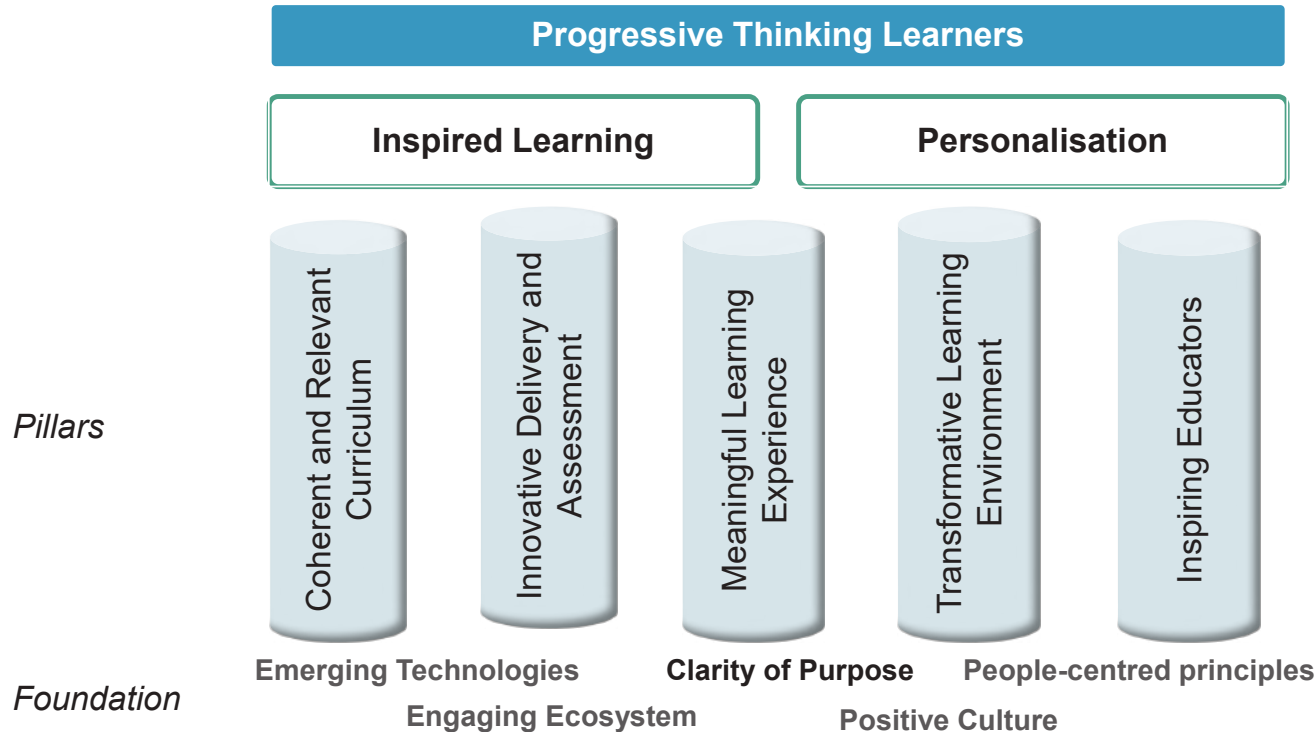 Progressive Thinking Learners
Inspired Learning
Personalisation
Pillars
Coherent and Relevant
Curriculum
Innovative Delivery and
Assessment
Meaningful Learning
Experience
Transformative Learning
Environment
Inspiring Educators
Foundation
Emerging Technologies
Clarity of Purpose
People-centred principles
Engaging Ecosystem
Positive Culture